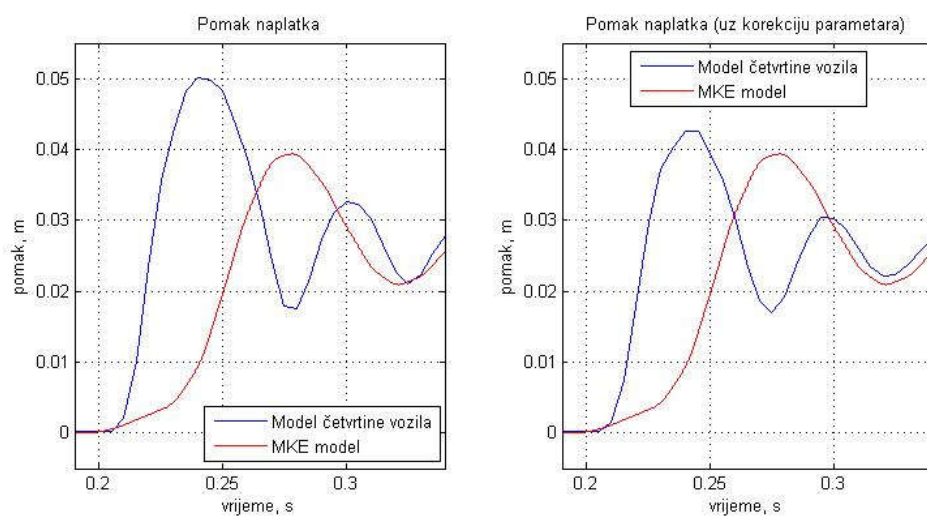 Pomak naplatka
0.05
0.04
0.03
0.02
0.01
0
pomak, m
Model četvrtine vozila
MKE model
0.2
0.25
0.3
vrijeme, s
Pomak naplatka (uz korekciju parametara)
Model četvrtine vozila
MKE model
0.05
0.04
0.03
0.02
0.01
0
pomak, m
0.2
0.25
0.3
vrijeme, s